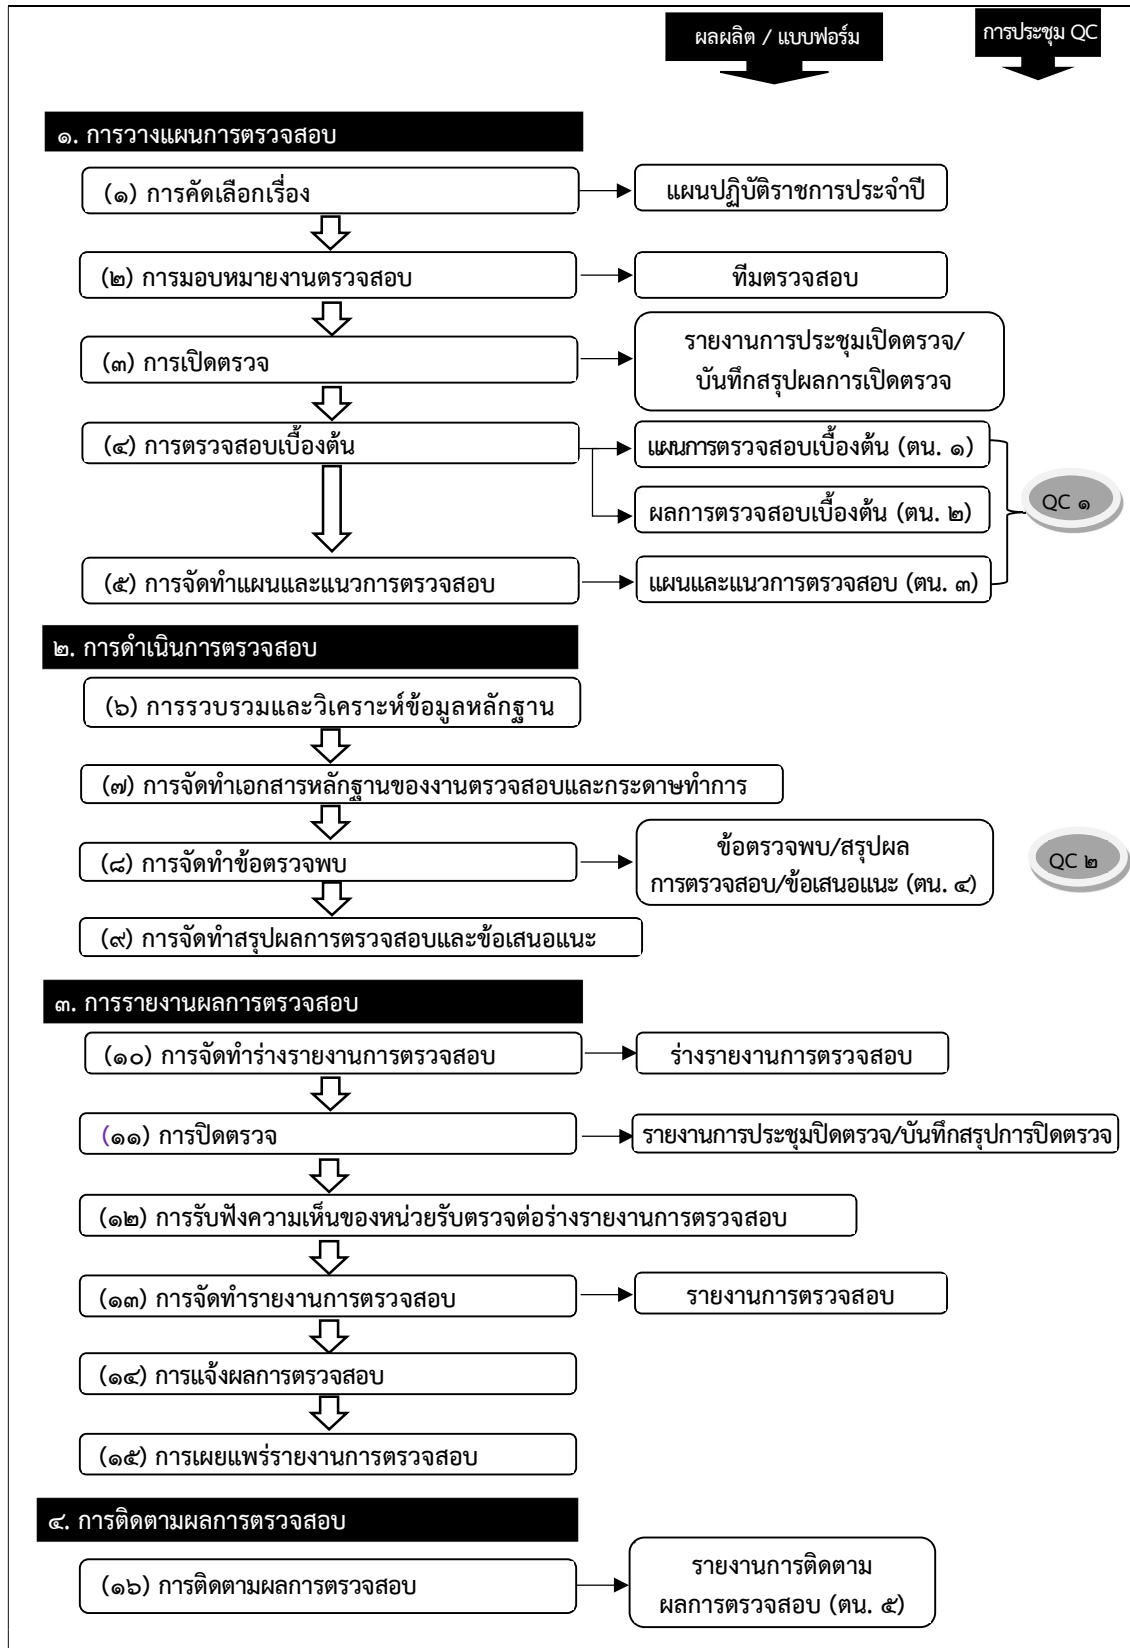 ผลผลิต / แบบฟอร์ม
การประชุม QC
๑. การวางแผนการตรวจสอบ
(๑) การคัดเลือกเรื่อง
แผนปฏิบัติราชการประจำปี
(๒) การมอบหมายงานตรวจสอบ
ทีมตรวจสอบ
(๓) การเปิดตรวจ
รายงานการประชุมเปิดตรวจ/
บันทึกสรุปผลการเปิดตรวจ
(๔) การตรวจสอบเบื้องต้น
แผนการตรวจสอบเบื้องต้น (ตน. ๑)
ผลการตรวจสอบเบื้องต้น (ตน. ๒)
QC ๑
(๕) การจัดทำแผนและแนวการตรวจสอบ
แผนและแนวการตรวจสอบ (ตน. ๓)
๒. การดำเนินการตรวจสอบ
(๖) การรวบรวมและวิเคราะห์ข้อมูลหลักฐาน
(๗) การจัดทำเอกสารหลักฐานของงานตรวจสอบและกระดาษทำการ
(๘) การจัดทำข้อตรวจพบ
ข้อตรวจพบ/สรุปผล
การตรวจสอบ/ข้อเสนอแนะ (ตน. ๔)
QC ๒
(๙) การจัดทำสรุปผลการตรวจสอบและข้อเสนอแนะ
๓. การรายงานผลการตรวจสอบ
(๑๐) การจัดทำร่างรายงานการตรวจสอบ
ร่างรายงานการตรวจสอบ
(๑๑) การปิดตรวจ
รายงานการประชุมปิดตรวจ/บันทึกสรุปการปิดตรวจ
(๑๒) การรับฟังความเห็นของหน่วยรับตรวจต่อร่างรายงานการตรวจสอบ
(๑๓) การจัดทำรายงานการตรวจสอบ
รายงานการตรวจสอบ
(๑๔) การแจ้งผลการตรวจสอบ
(๑๕) การเผยแพร่รายงานการตรวจสอบ
๔. การติดตามผลการตรวจสอบ
(๑๖) การติดตามผลการตรวจสอบ
รายงานการติดตาม
ผลการตรวจสอบ (ตน. ๕)